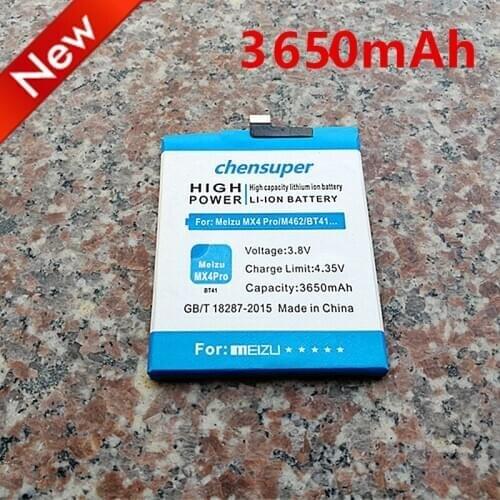 New
3650mAh
chensuper
HIGH POWER
High capacity lithium ion battery
LI-ION BATTERY
For: Meizu MX4 Pro/M462/BT41...
Meizu
MX4Pro
BT41
Voltage:3.8V
Charge Limit:4.35V
Capacity:3650mAh
GB/T 18287-2015 Made in China
For:MEIZU ★★★★★